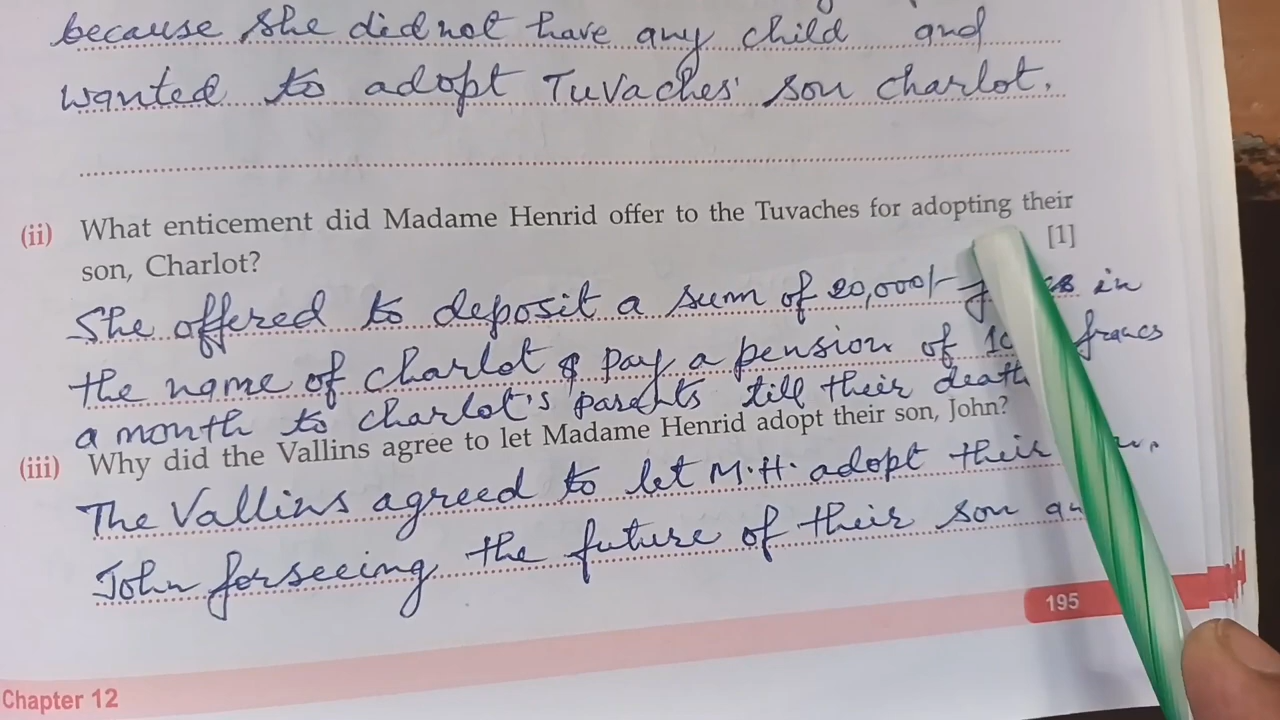 because she did not have any child and
wanted to adopt Tuvaches' son charlot.
(ii) What enticement did Madame Henrid offer to the Tuvaches for adopting their
son, Charlot? [1]
She offered to deposit a sum of 20,000/- in
the name of charlot & pay a pension of francs
a month to charlot's parents till their death
(iii) Why did the Vallins agree to let Madame Henrid adopt their son, John?
The Vallins agreed to let M.H. adopt their
John forseeing the future of their son
195
Chapter 12